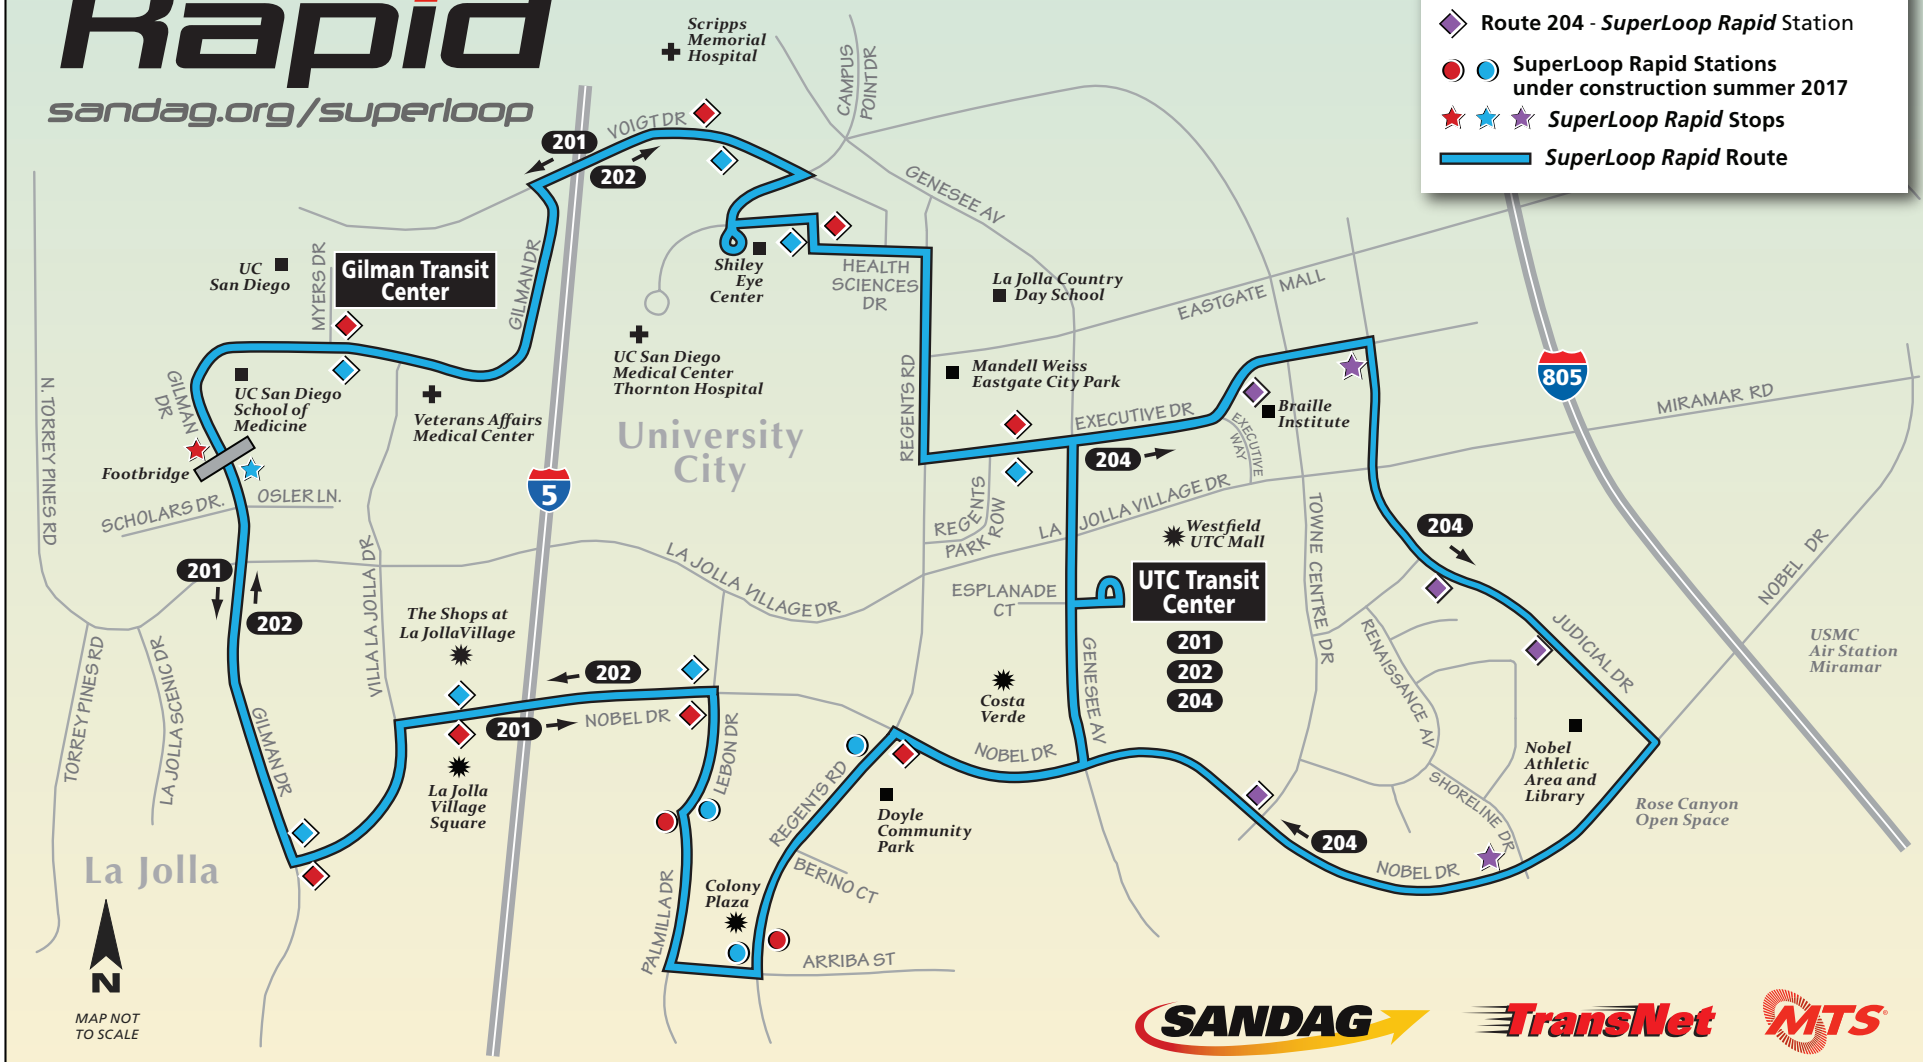 Rapid
sandag.org/superloop
Route 204 - SuperLoop Rapid Station
SuperLoop Rapid Stations
under construction summer 2017
SuperLoop Rapid Stops
SuperLoop Rapid Route
Scripps
Memorial
Hospital
CAMPUS
POINT DR
VOIGT DR
201
202
GENESEE AV
UC
San Diego
MYERS DR
Gilman Transit
Center
GILMAN DR
Shiley
Eye
Center
HEALTH
SCIENCES
DR
La Jolla Country
Day School
EASTGATE MALL
UC San Diego
Medical Center
Thornton Hospital
REGENTS RD
Mandell Weiss
Eastgate City Park
805
MIRAMAR RD
N. TORREY PINES RD
GILMAN
DR
UC San Diego
School of
Medicine
Veterans Affairs
Medical Center
University
City
EXECUTIVE DR
204
EXECUTIVE
WAY
Braille
Institute
Footbridge
SCHOLARS DR.
OSLER LN.
5
REGENTS
PARK ROW
LA JOLLA VILLAGE DR
Westfield
UTC Mall
TOWNE CENTRE DR
204
NOBEL DR
201
202
VILLA LA JOLLA DR
LA JOLLA VILLAGE DR
The Shops at
La JollaVillage
ESPLANADE
CT
UTC Transit
Center
201
202
204
RENAISSANCE AV
JUDICIAL DR
USMC
Air Station
Miramar
TORREY PINES RD
LA JOLLA SCENIC DR
GILMAN DR
202
201
NOBEL DR
LEBON DR
Costa
Verde
GENESEE AV
NOBEL DR
REGENTS RD
La Jolla
Village
Square
Doyle
Community
Park
BERINO CT
Nobel
Athletic
Area and
Library
SHORELINE DR
Rose Canyon
Open Space
204
NOBEL DR
La Jolla
PALMILLA DR
Colony
Plaza
ARRIBA ST
N
MAP NOT
TO SCALE
SANDAG
TransNet
MTS